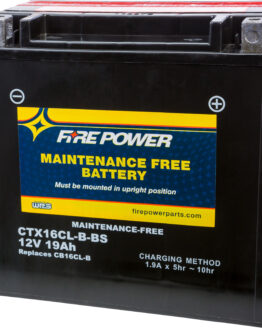 FIRE POWER
MAINTENANCE FREE
BATTERY
Must be mounted in upright position
WPS
firepowerparts.com
MAINTENANCE-FREE
CTX16CL-B-BS
12V 19Ah
Replaces CB16CL-B
CHARGING METHOD
1.9A x 5hr ~ 10hr